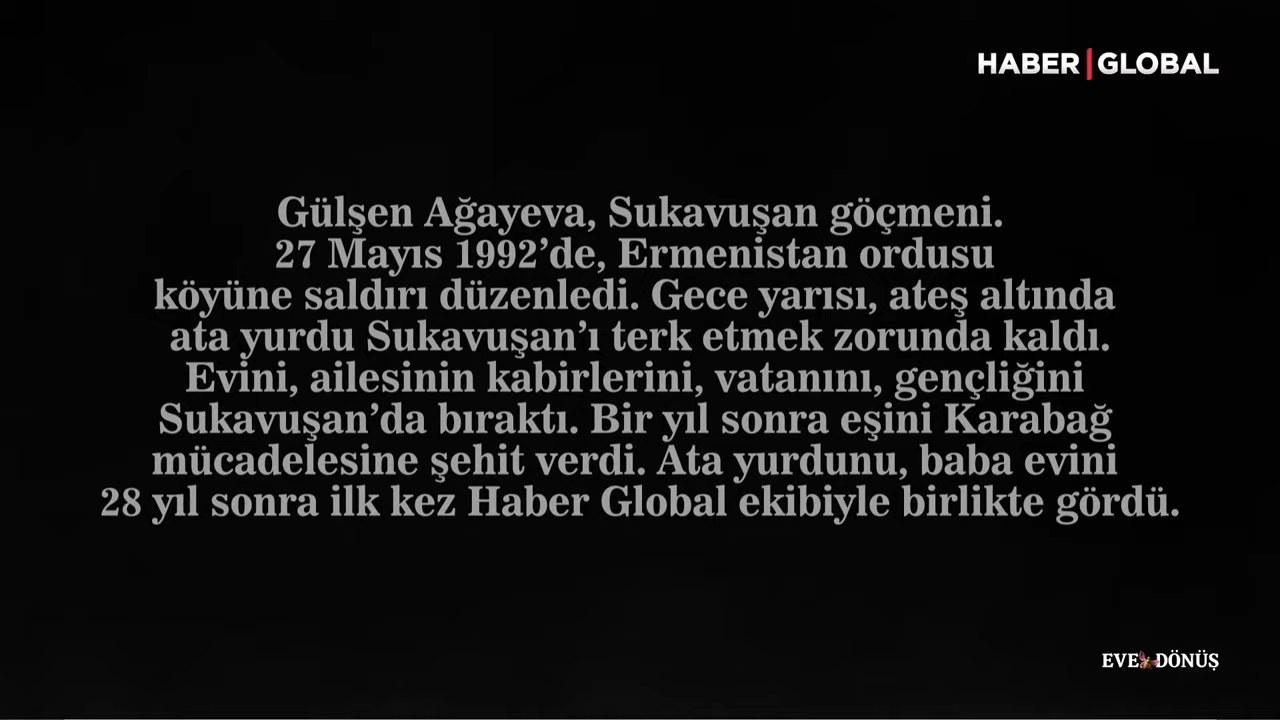 HABER GLOBAL
Gülşen Ağayeva, Sukavuşan göçmeni.
27 Mayıs 1992’de, Ermenistan ordusu
köyüne saldırı düzenledi. Gece yarısı, ateş altında
ata yurdu Sukavuşan’ı terk etmek zorunda kaldı.
Evini, ailesinin kabirlerini, vatanını, gençliğini
Sukavuşan’da bıraktı. Bir yıl sonra eşini Karabağ
mücadelesine şehit verdi. Ata yurdunu, baba evini
28 yıl sonra ilk kez Haber Global ekibiyle birlikte gördü.
EVE DÖNÜŞ